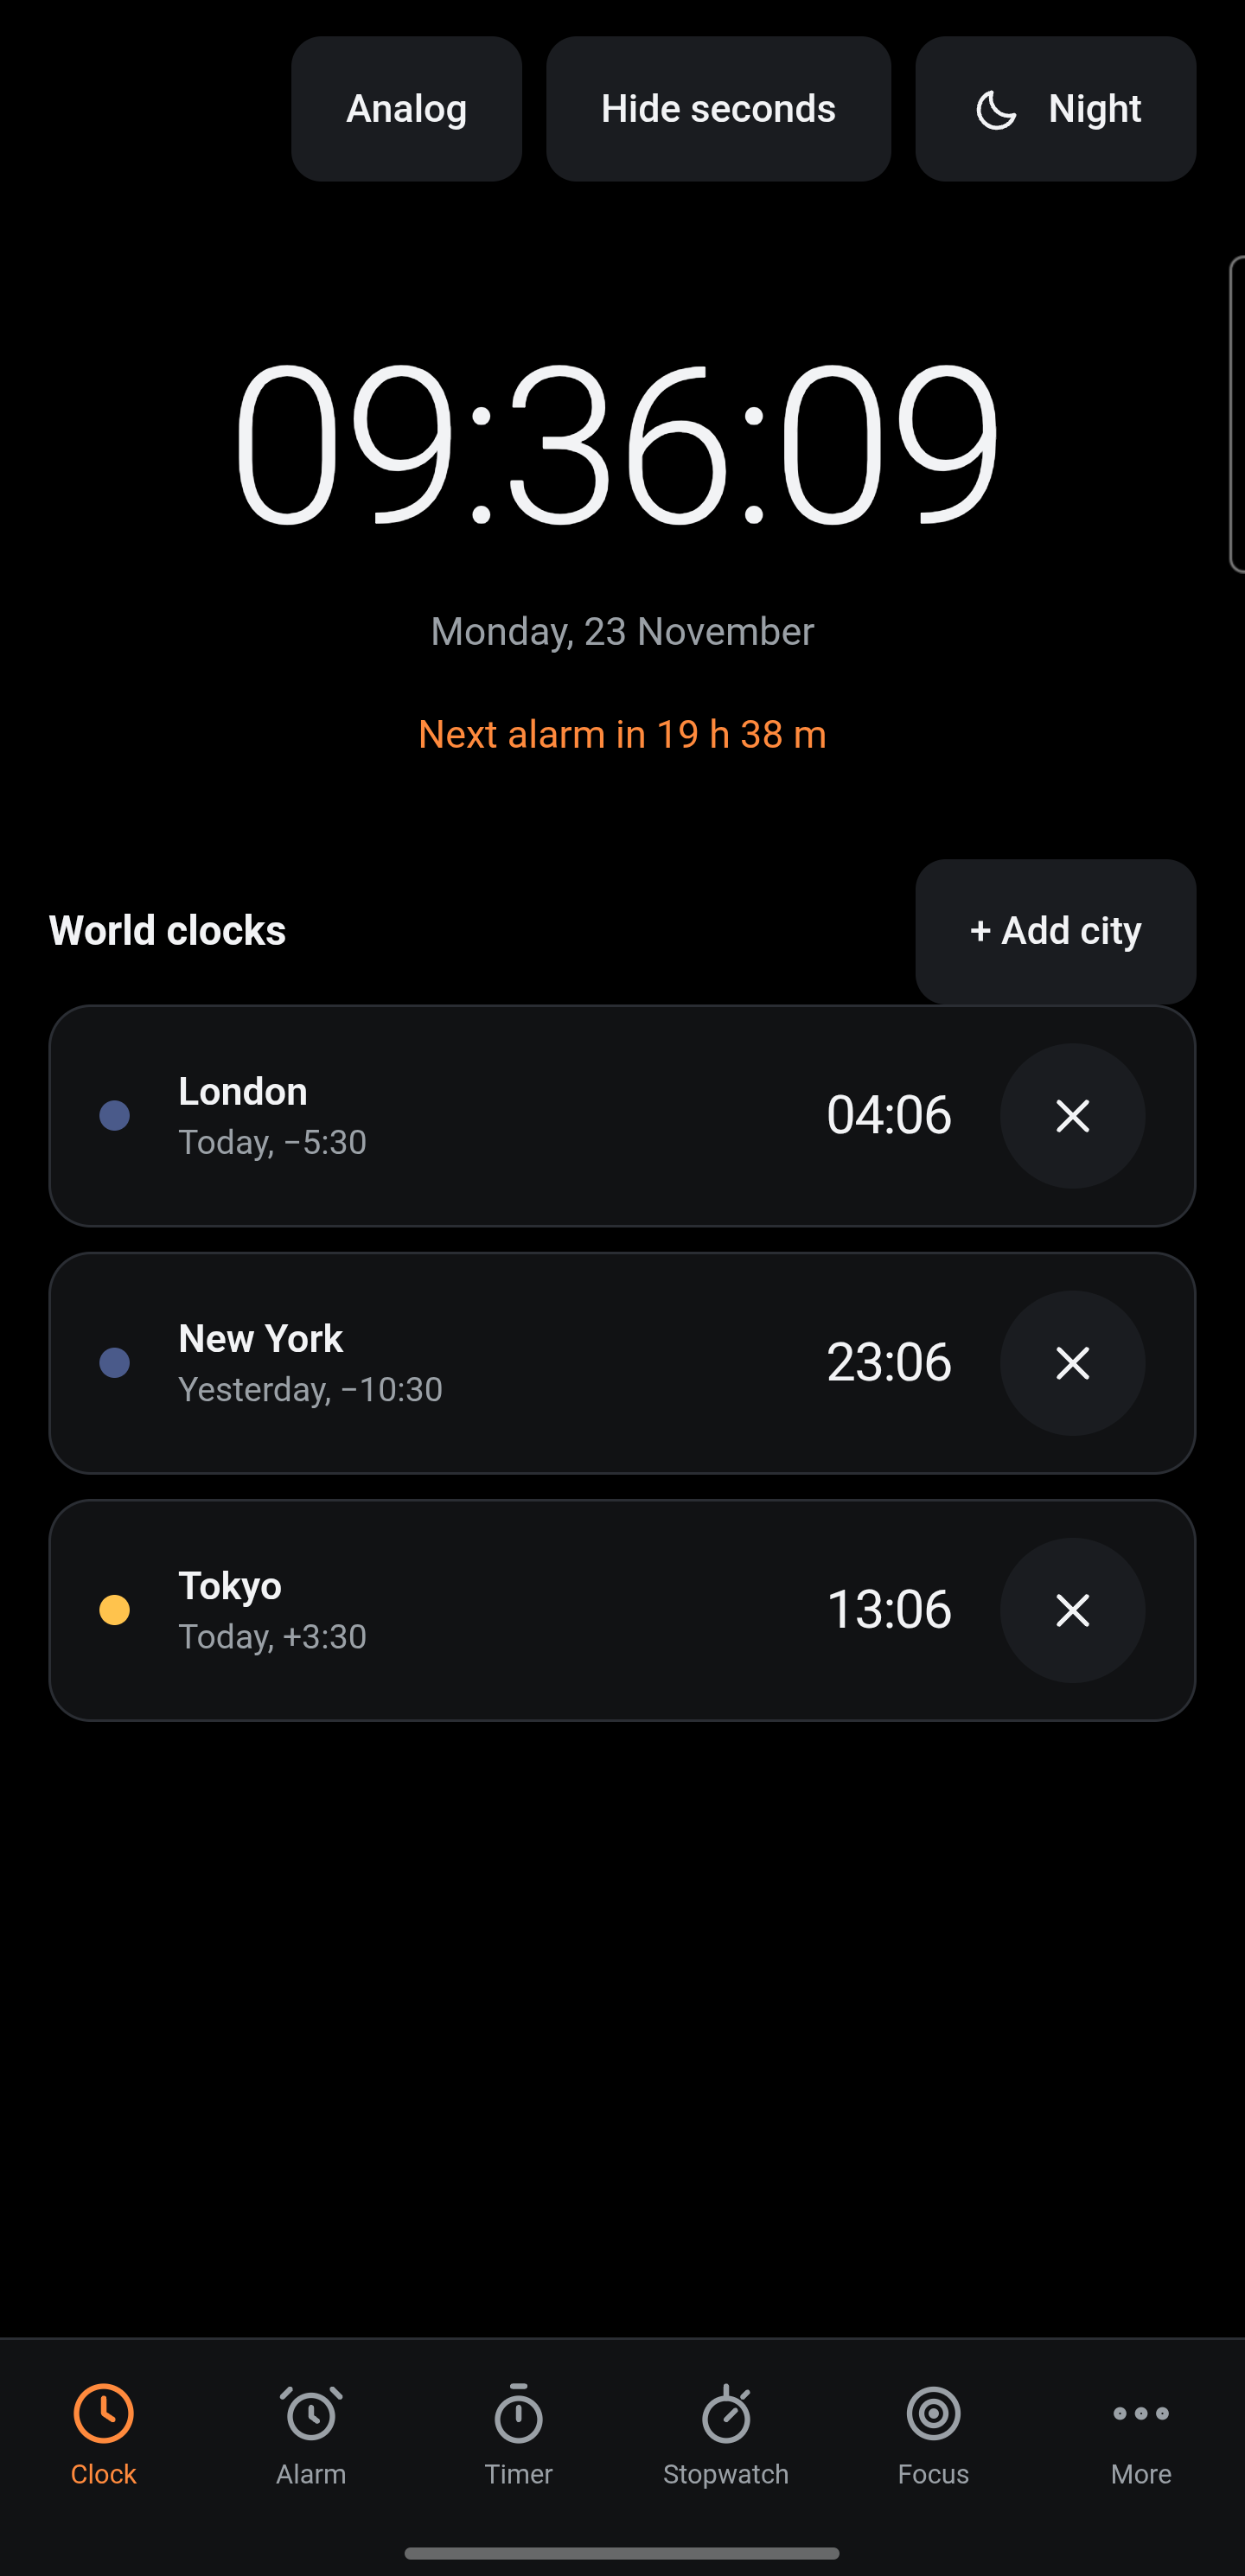 Analog
Hide seconds
Night
09:36:09
Monday, 23 November
Next alarm in 19 h 38 m
World clocks
+ Add city
London
Today, −5:30
04:06
New York
Yesterday, −10:30
23:06
Tokyo
Today, +3:30
13:06
Clock
Alarm
Timer
Stopwatch
Focus
More